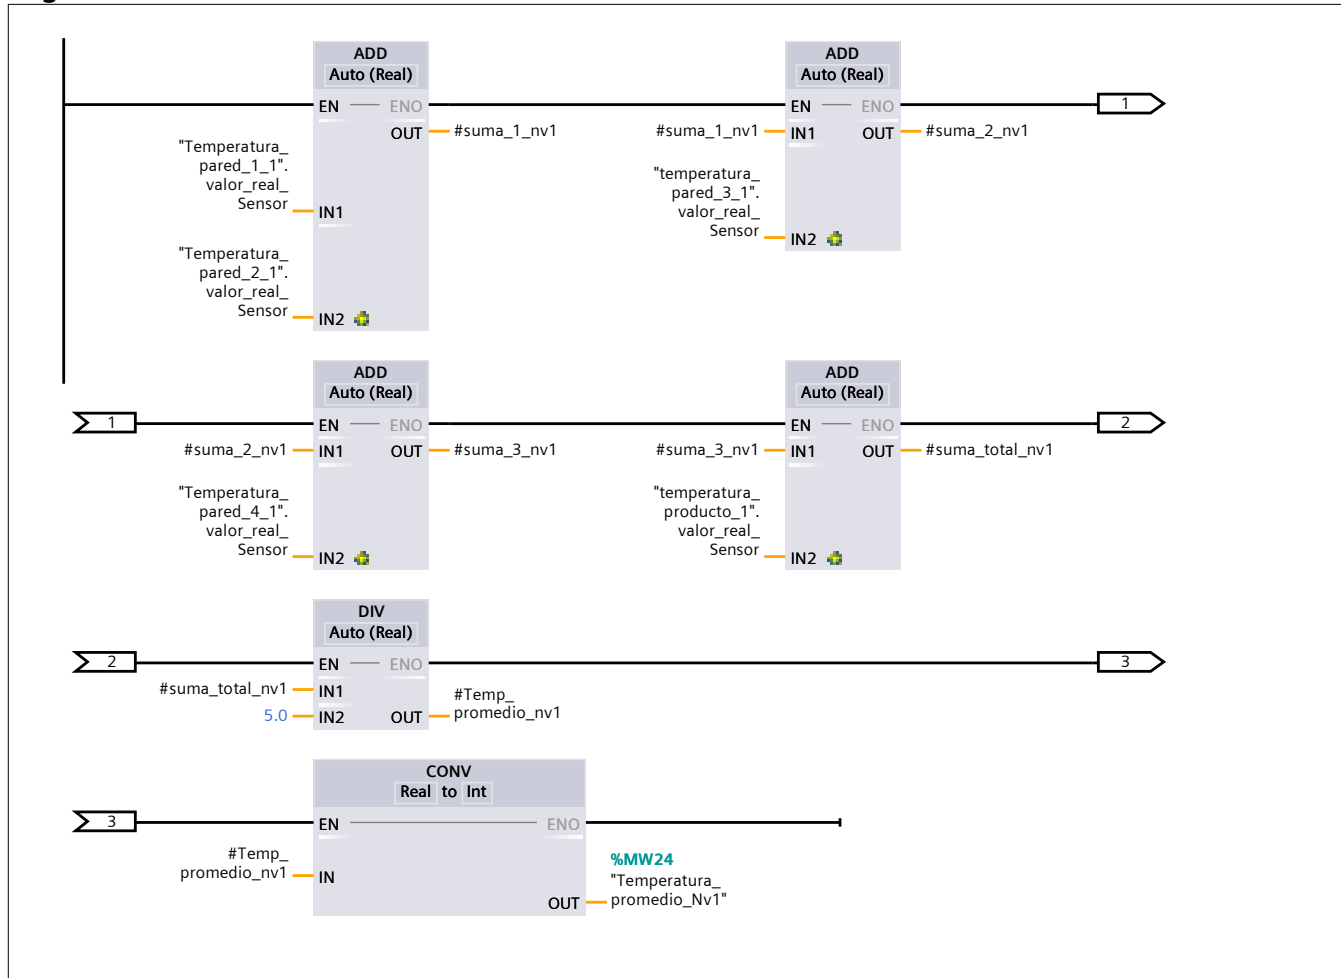 ADD
Auto (Real)
EN
ENO
OUT
#suma_1_nv1
"Temperatura_
pared_1_1".
valor_real_
Sensor
IN1
"Temperatura_
pared_2_1".
valor_real_
Sensor
IN2
ADD
Auto (Real)
EN
ENO
#suma_1_nv1
IN1
OUT
#suma_2_nv1
"temperatura_
pared_3_1".
valor_real_
Sensor
IN2
1
1
ADD
Auto (Real)
EN
ENO
#suma_2_nv1
IN1
OUT
#suma_3_nv1
"Temperatura_
pared_4_1".
valor_real_
Sensor
IN2
ADD
Auto (Real)
EN
ENO
#suma_3_nv1
IN1
OUT
#suma_total_nv1
"temperatura_
producto_1".
valor_real_
Sensor
IN2
2
2
DIV
Auto (Real)
EN
ENO
#suma_total_nv1
IN1
5.0
IN2
OUT
#Temp_
promedio_nv1
3
3
CONV
Real to Int
EN
ENO
#Temp_
promedio_nv1
IN
OUT
%MW24
"Temperatura_
promedio_Nv1"